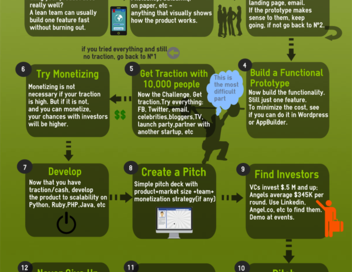 really well?
A lean team can usually
build one feature fast
without burning out.
on paper, etc -
anything that visually shows
how the product works.
landing page, email.
If the prototype makes
sense to them, keep
going, if not go back to Nº2.
if you tried everything and still
no traction, go back to Nº1
6
Try Monetizing
Monetizing is not
necessary if your traction
is high. But if it is not,
and you can monetize,
your chances with investors
will be higher.
$$
5
Get Traction with
10,000 people
Now the Challenge. Get
traction.Try everything
FB, Twitter, email,
celebrities,bloggers,TV,
launch party,partner with
another startup, etc
This is
the most
difficult
part
4
Build a Functional
Prototype
Now build the functionality.
Still just one feature.
To minimize the cost, see
if you can do it in Wordpress
or AppBuilder.
7
Develop
Now that you have
traction/cash, develop
the product to scalability on
Python, Ruby,PHP,Java, etc
8
Create a Pitch
Simple pitch deck with
product+market size +team+
monetization strategy(if any)
9
Find Investors
VCs invest $.5 M and up;
Angels average $345K
per round. Use Linkedin,
Angel.co, etc to find them.
Demo at events.
12
Never Give Up
11
10
Pitch